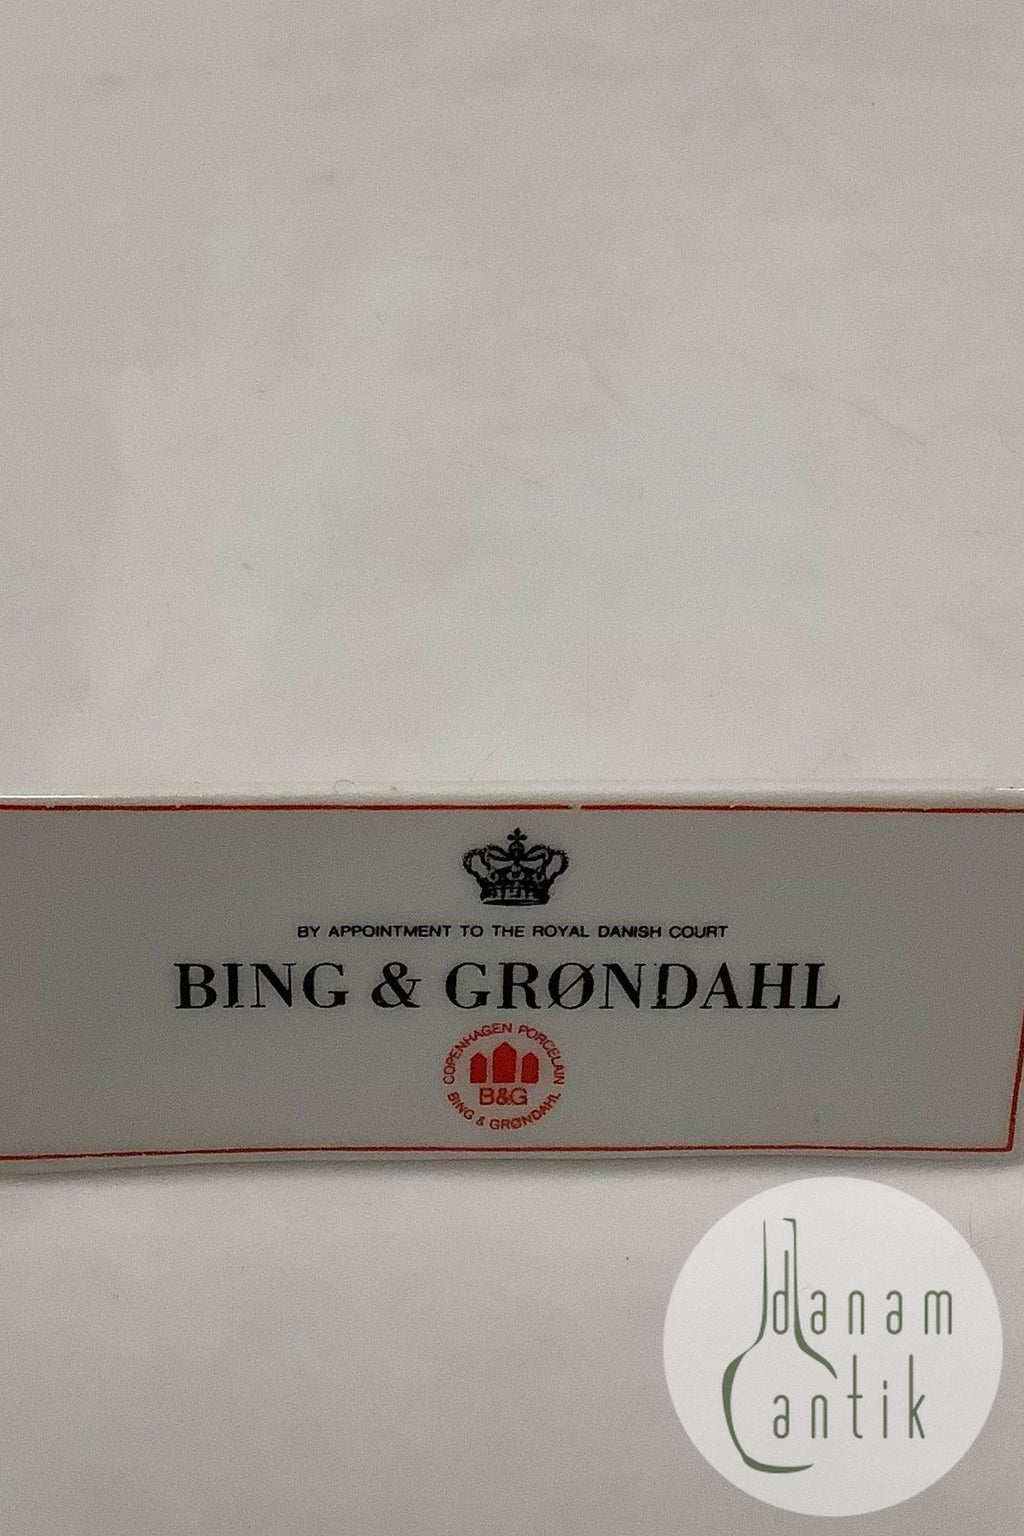 BY APPOINTMENT TO THE ROYAL DANISH COURT
BING & GRØNDAHL
COPENHAGEN PORCELAIN
B&G
BING & GRØNDAHL
danam
antik